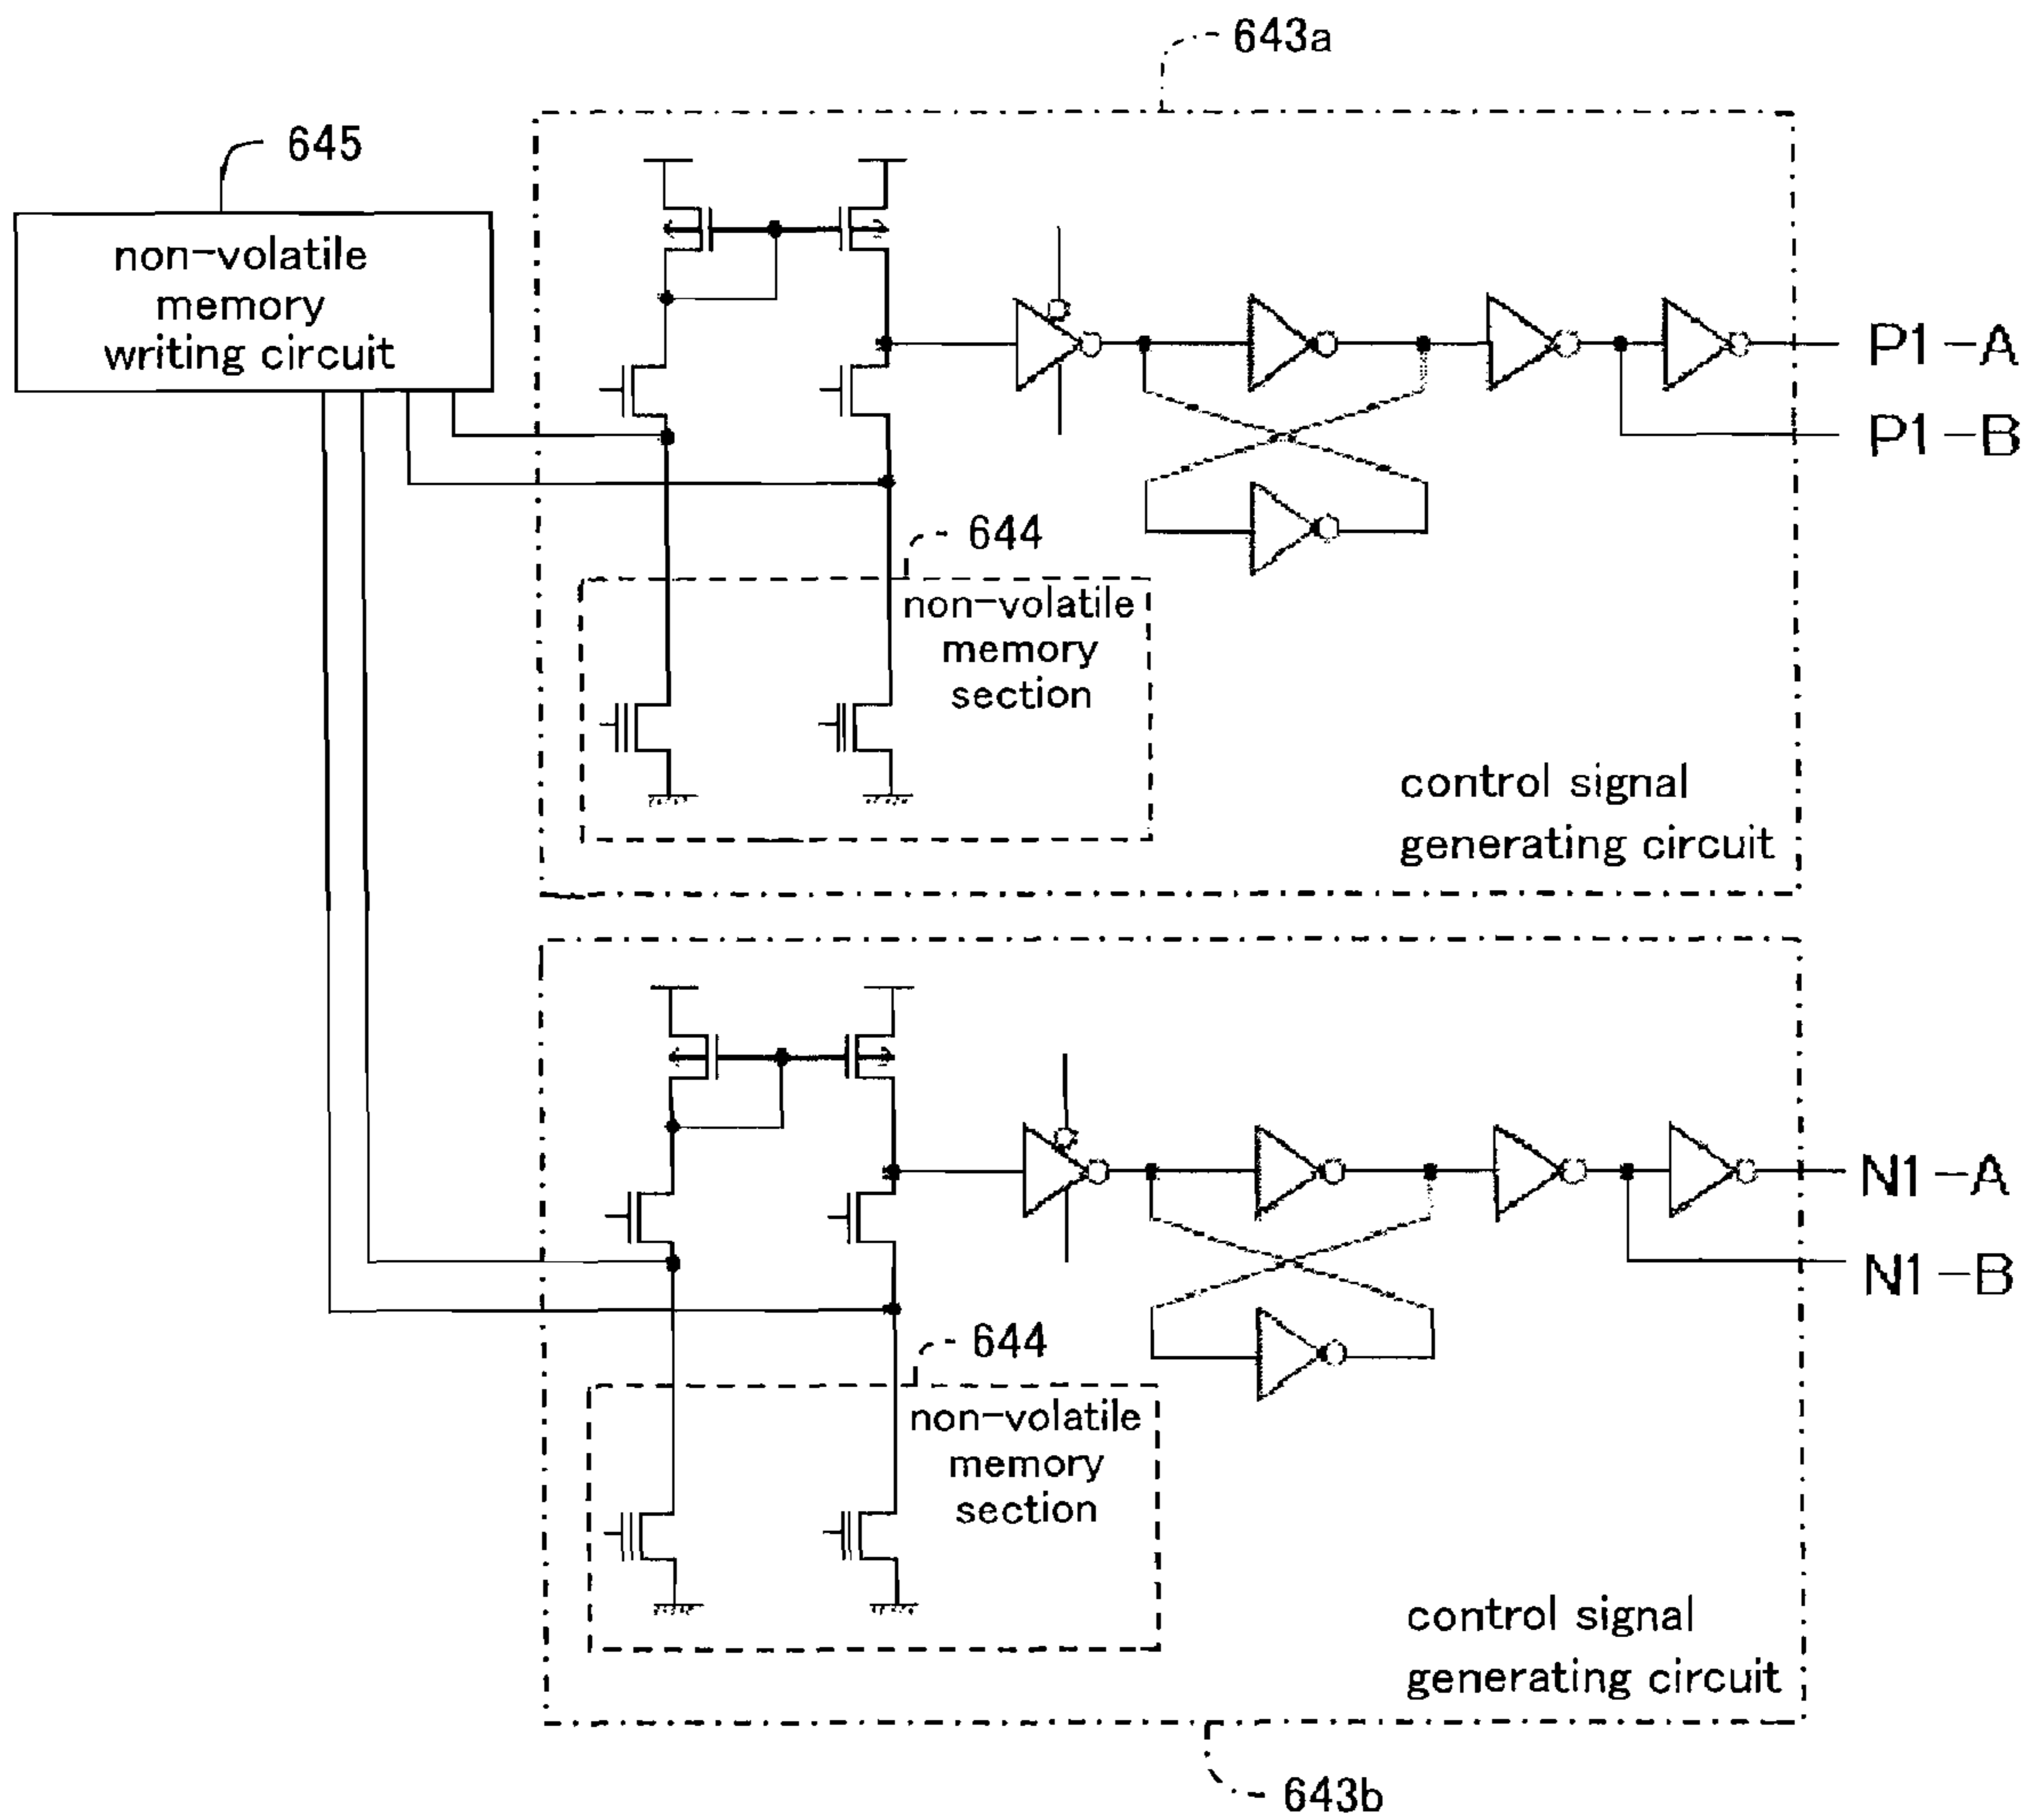 643a
645
non-volatile
memory
writing circuit
P1-A
P1-B
644
non-volatile
memory
section
control signal
generating circuit
N1-A
N1-B
644
non-volatile
memory
section
control signal
generating circuit
643b